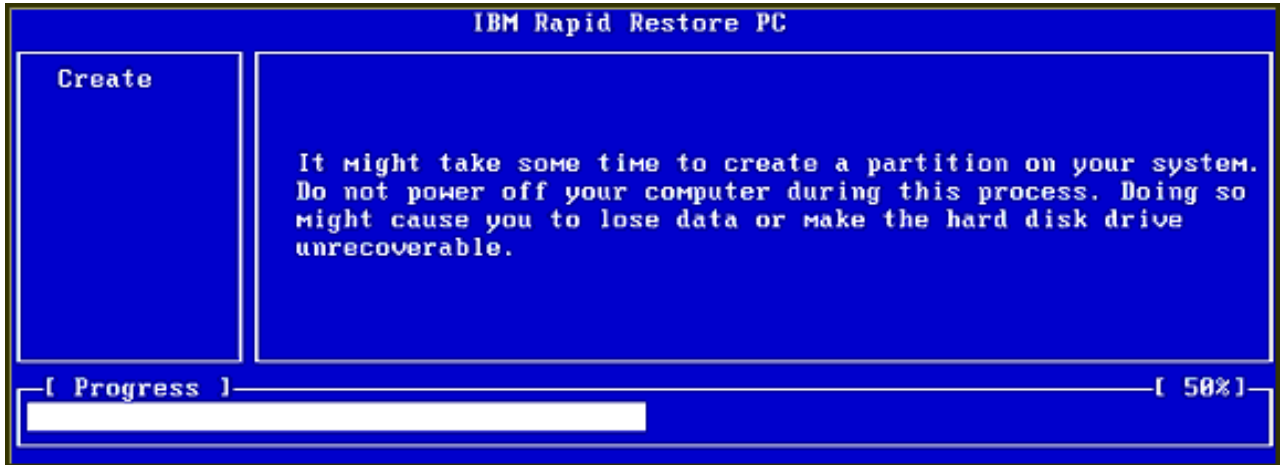 IBM Rapid Restore PC
Create
It might take some time to create a partition on your system.
Do not power off your computer during this process. Doing so
might cause you to lose data or make the hard disk drive
unrecoverable.
[ Progress ] [ 50%]